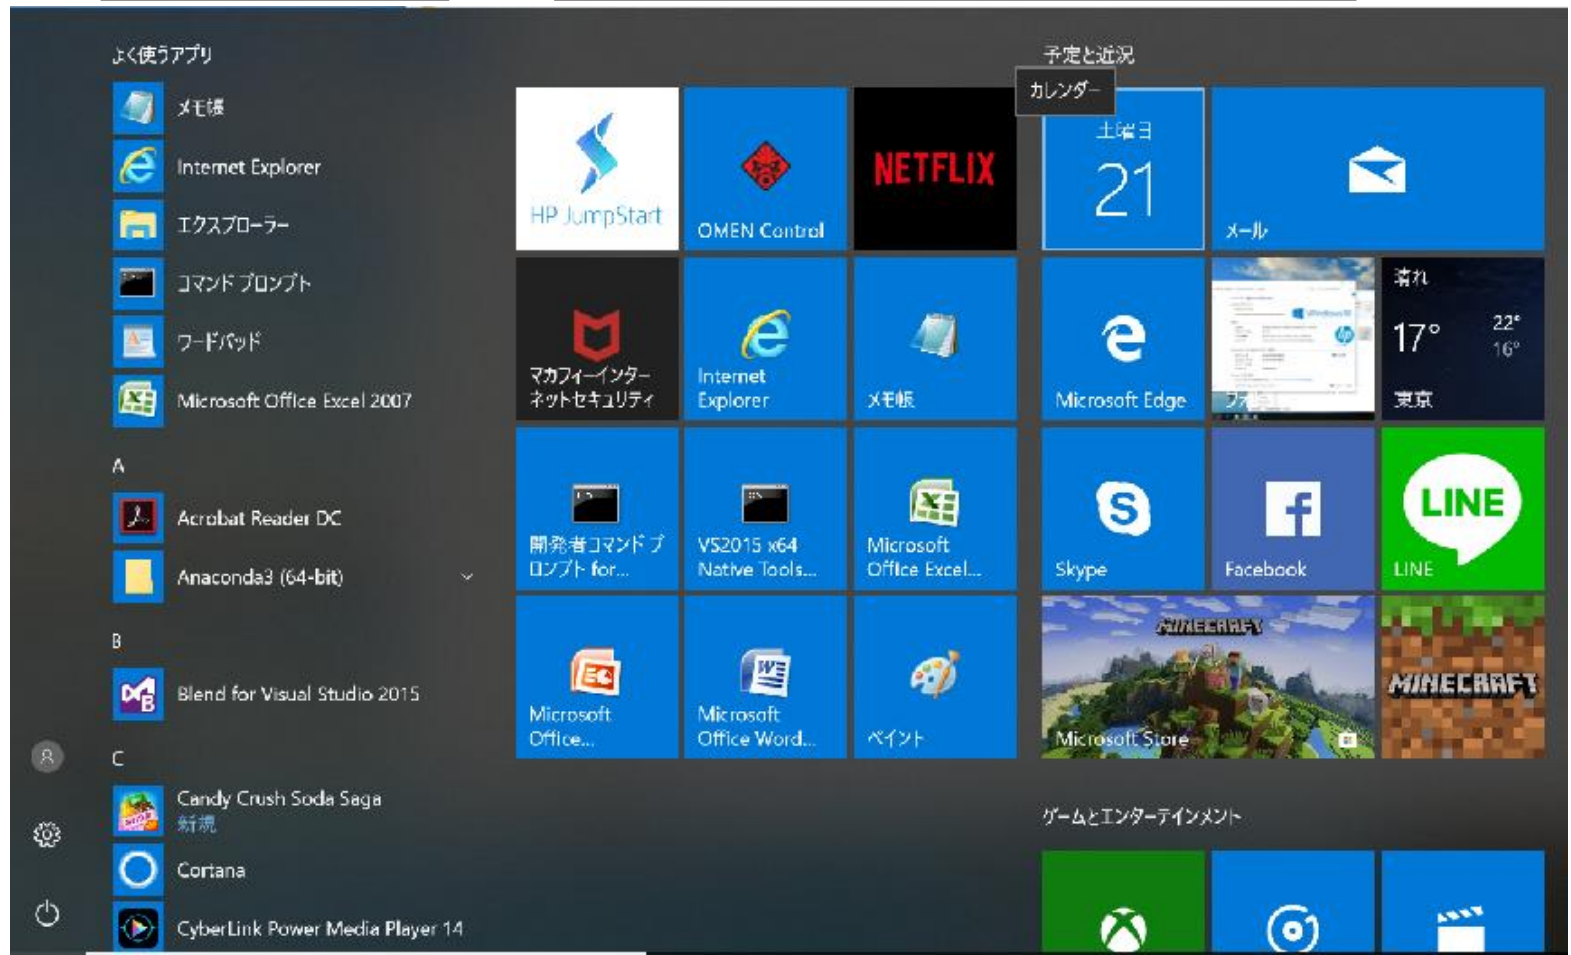 よく使うアプリ
メモ帳
Internet Explorer
エクスプローラー
コマンド プロンプト
ワードパッド
Microsoft Office Excel 2007
A
Acrobat Reader DC
Anaconda3 (64-bit)
B
Blend for Visual Studio 2015
C
Candy Crush Soda Saga
新規
Cortana
CyberLink Power Media Player 14
HP JumpStart
OMEN Control
NETFLIX
マカフィーインター
ネットセキュリティ
Internet
Explorer
メモ帳
開発者コマンド プ
ロンプト for...
VS2015 x64
Native Tools...
Microsoft
Office Excel...
Microsoft
Office...
Microsoft
Office Word...
ペイント
予定と近況
カレンダー
土曜日
21
メール
Microsoft Edge
晴れ
17°
22°
16°
東京
Skype
Facebook
LINE
LINE
MINECRAFT
Microsoft Store
MINECRAFT
ゲームとエンターテインメント